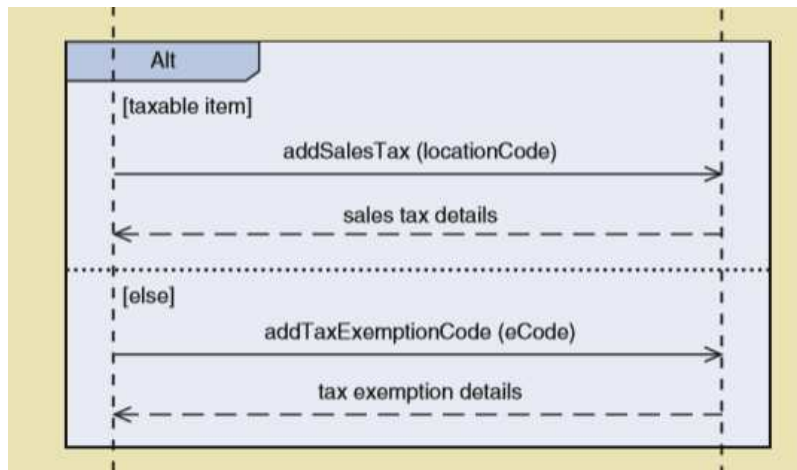 Alt
[taxable item]
addSalesTax (locationCode)
sales tax details
[else]
addTaxExemptionCode (eCode)
tax exemption details